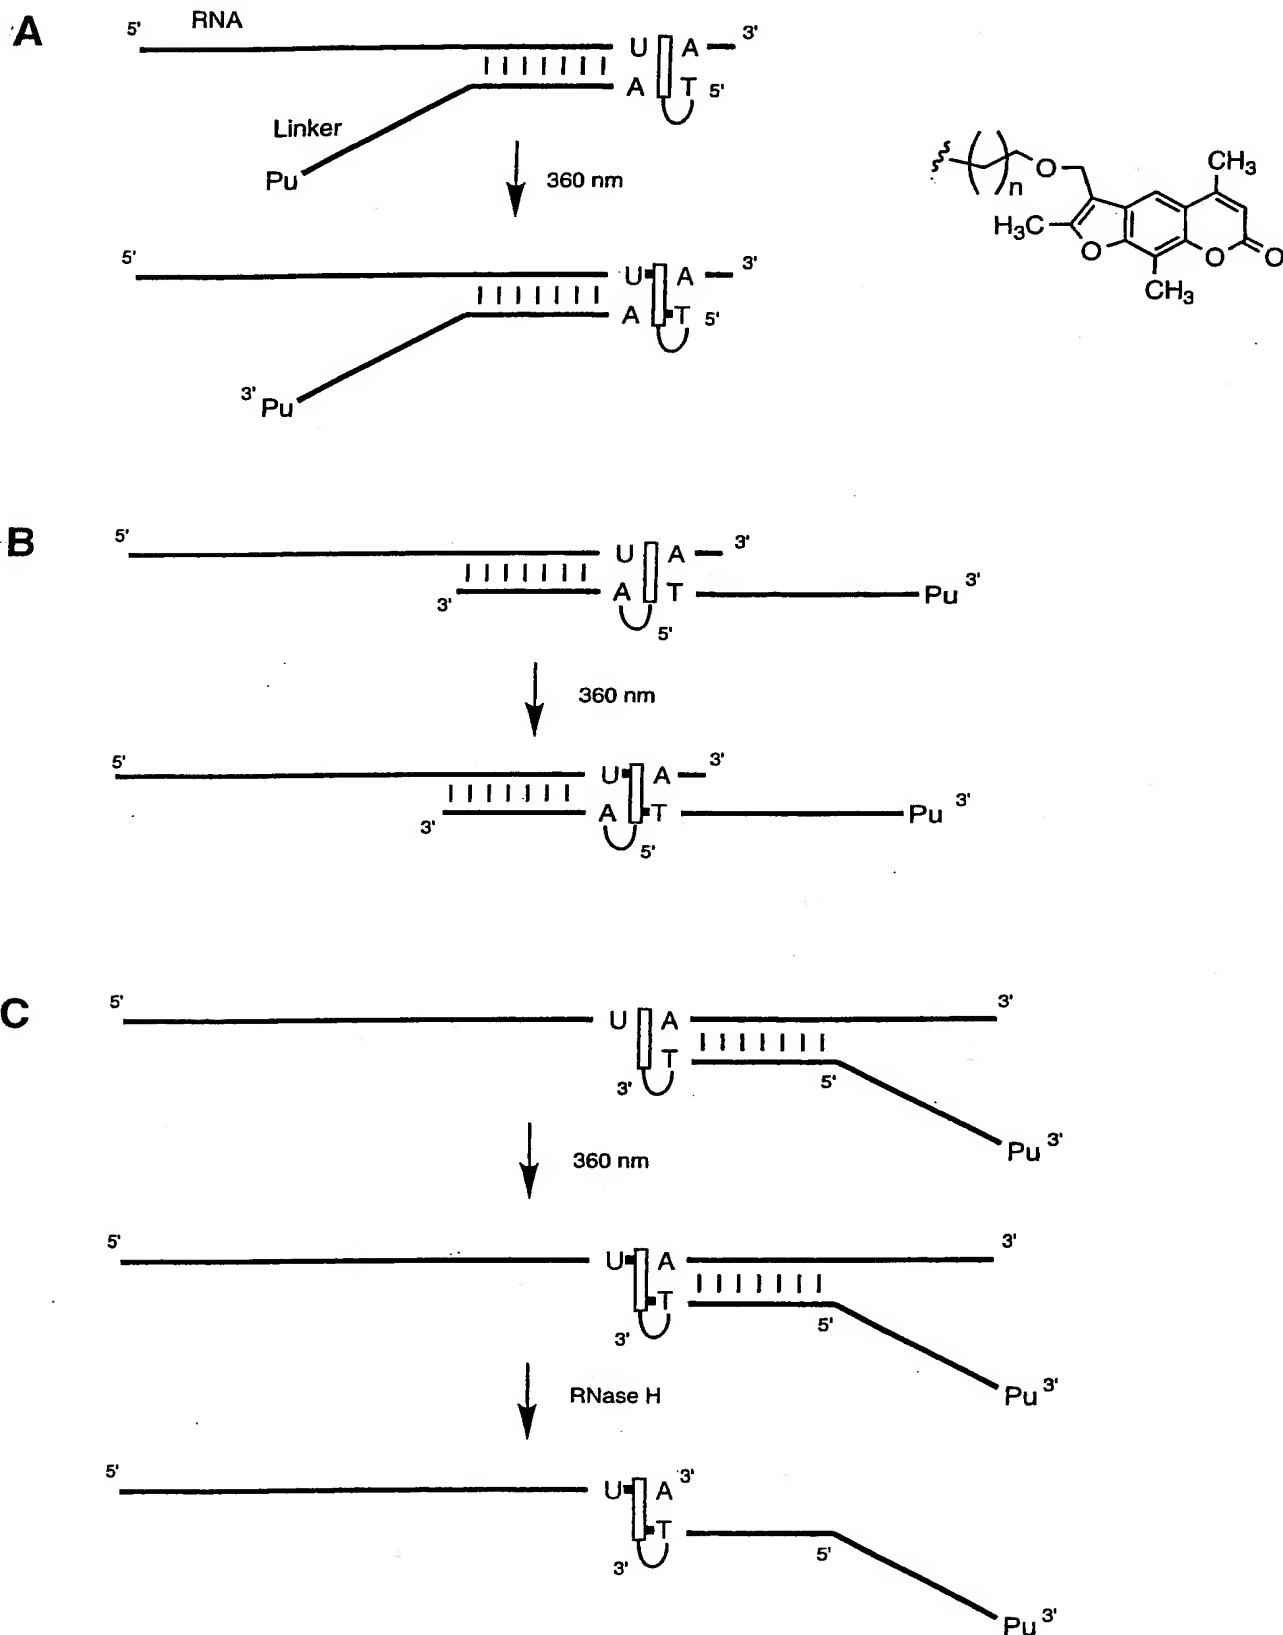 A
5' RNA U A 3'
A T 5'
Linker
Pu
360 nm
CH₃
O
n
H₃C
O O O
CH₃
5' U A 3'
A T 5'
3' Pu
B
5' U A 3'
3' A T Pu 3'
5'
360 nm
5' U A 3'
3' A T Pu 3'
5'
C
5' U A 3'
T
3' 5'
Pu 3'
360 nm
5' U A 3'
T
3' 5'
Pu 3'
RNase H
5' U A 3'
T
3' 5'
Pu 3'